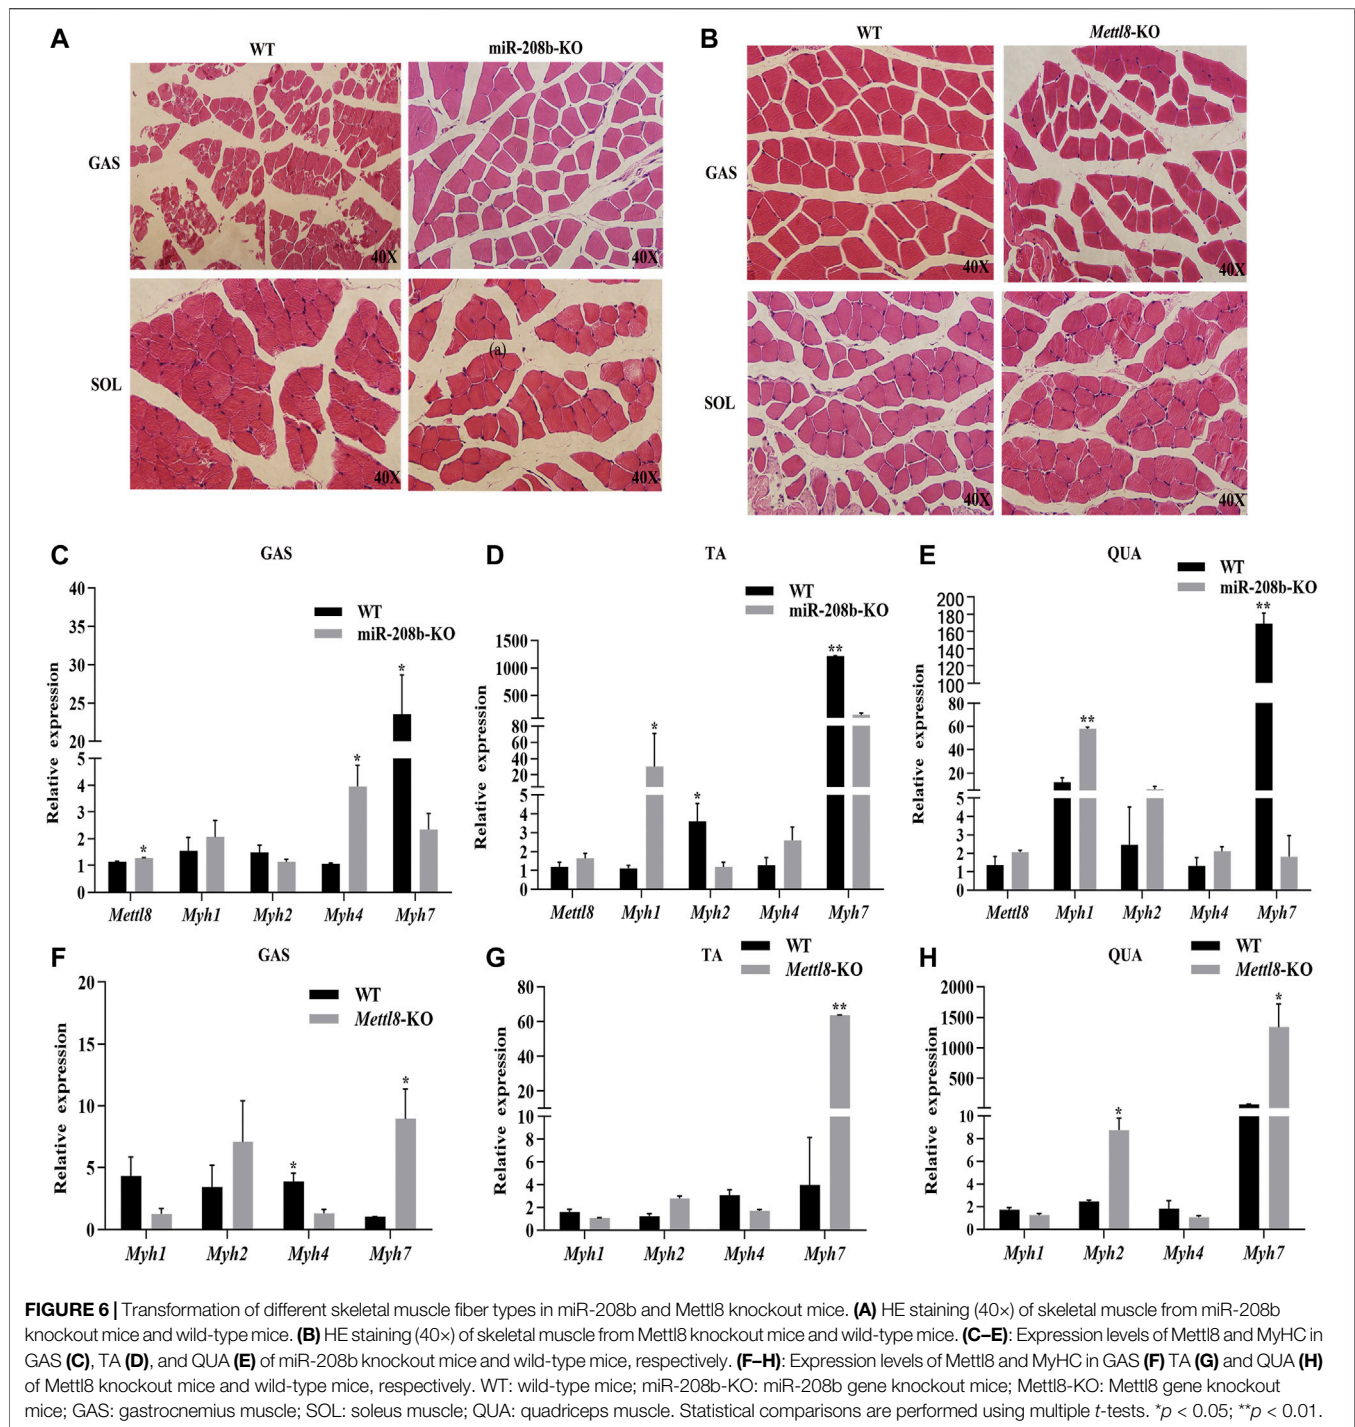 A
WT
miR-208b-KO
GAS
40X
40X
SOL
(a)
40X
40X
B
WT
Mettl8-KO
GAS
40X
40X
SOL
40X
40X
C
GAS
Relative expression
40
35
30
25
20
5
4
3
2
1
0
WT
miR-208b-KO
*
*
*
Mettl8
Myh1
Myh2
Myh4
Myh7
D
TA
Relative expression
1500
1000
500
80
60
40
30
20
5
4
3
2
1
0
WT
miR-208b-KO
*
*
**
Mettl8
Myh1
Myh2
Myh4
Myh7
E
QUA
Relative expression
200
180
160
140
120
100
80
60
40
20
5
4
3
2
1
0
WT
miR-208b-KO
**
**
Mettl8
Myh1
Myh2
Myh4
Myh7
F
GAS
Relative expression
20
15
10
5
0
WT
Mettl8-KO
*
*
Myh1
Myh2
Myh4
Myh7
G
TA
Relative expression
80
60
40
20
10
8
6
4
2
0
WT
Mettl8-KO
**
Myh1
Myh2
Myh4
Myh7
H
QUA
Relative expression
2000
1500
1000
500
10
8
6
4
2
0
WT
Mettl8-KO
*
*
Myh1
Myh2
Myh4
Myh7
FIGURE 6 | Transformation of different skeletal muscle fiber types in miR-208b and Mettl8 knockout mice. (A) HE staining (40×) of skeletal muscle from miR-208b
knockout mice and wild-type mice. (B) HE staining (40×) of skeletal muscle from Mettl8 knockout mice and wild-type mice. (C–E): Expression levels of Mettl8 and MyHC in
GAS (C), TA (D), and QUA (E) of miR-208b knockout mice and wild-type mice, respectively. (F–H): Expression levels of Mettl8 and MyHC in GAS (F) TA (G) and QUA (H)
of Mettl8 knockout mice and wild-type mice, respectively. WT: wild-type mice; miR-208b-KO: miR-208b gene knockout mice; Mettl8-KO: Mettl8 gene knockout
mice; GAS: gastrocnemius muscle; SOL: soleus muscle; QUA: quadriceps muscle. Statistical comparisons are performed using multiple t-tests. *p < 0.05; **p < 0.01.